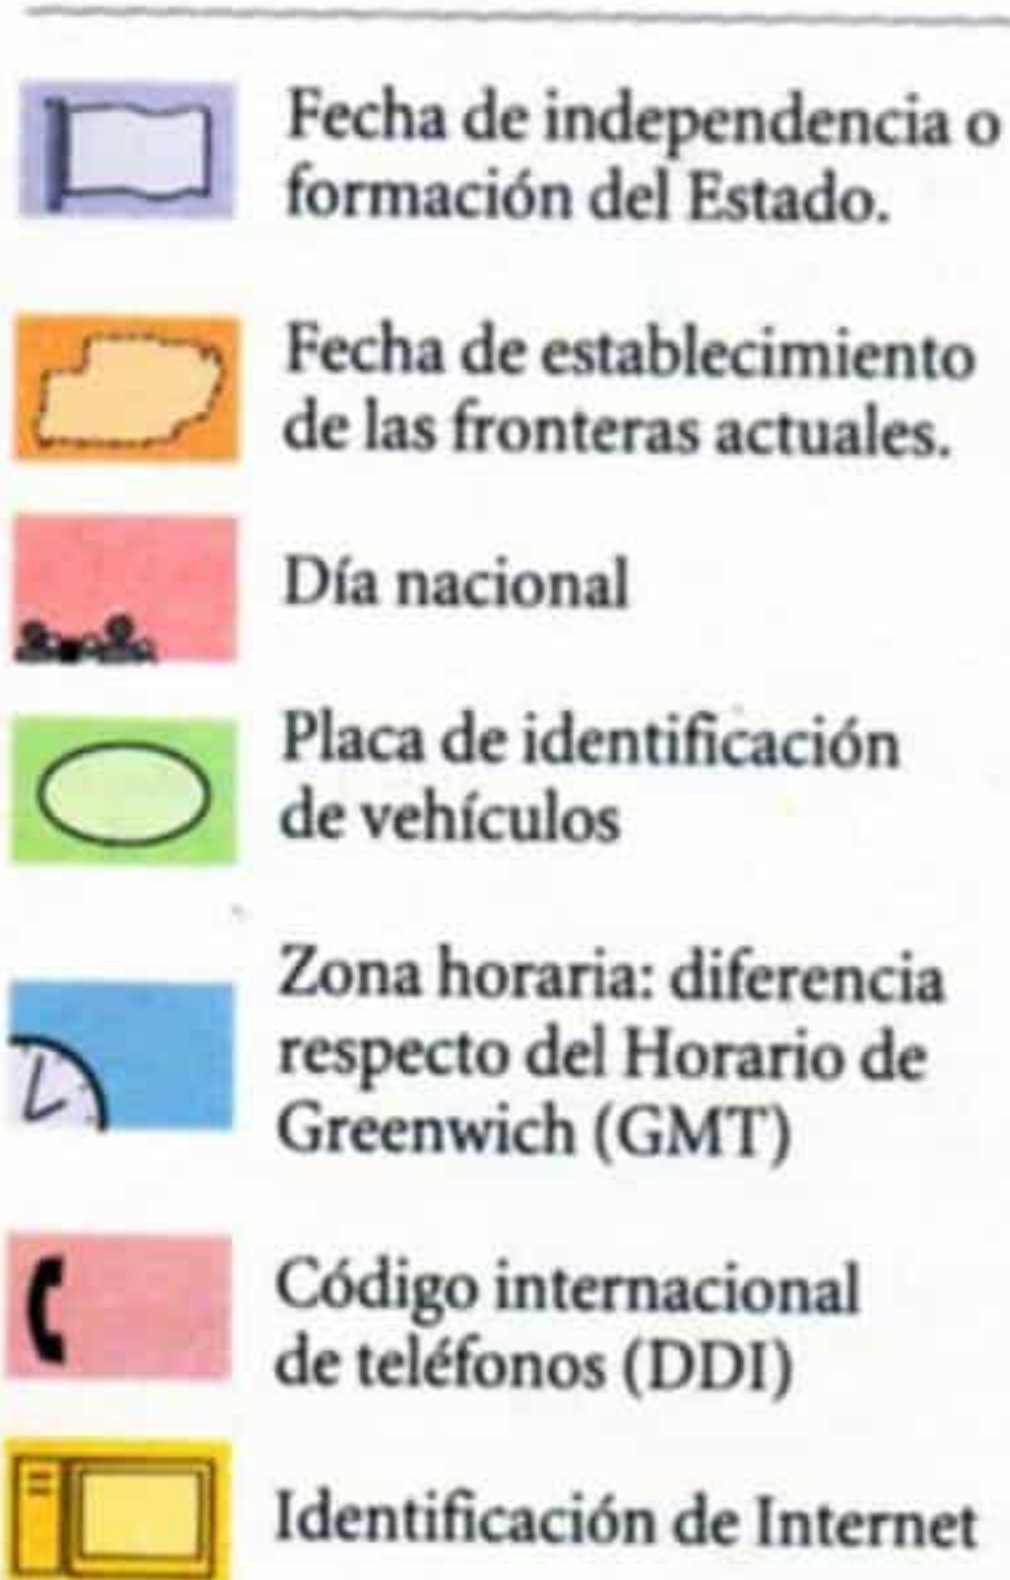 Fecha de independencia o
formación del Estado.
Fecha de establecimiento
de las fronteras actuales.
Día nacional
Placa de identificación
de vehículos
Zona horaria: diferencia
respecto del Horario de
Greenwich (GMT)
Código internacional
de teléfonos (DDI)
Identificación de Internet